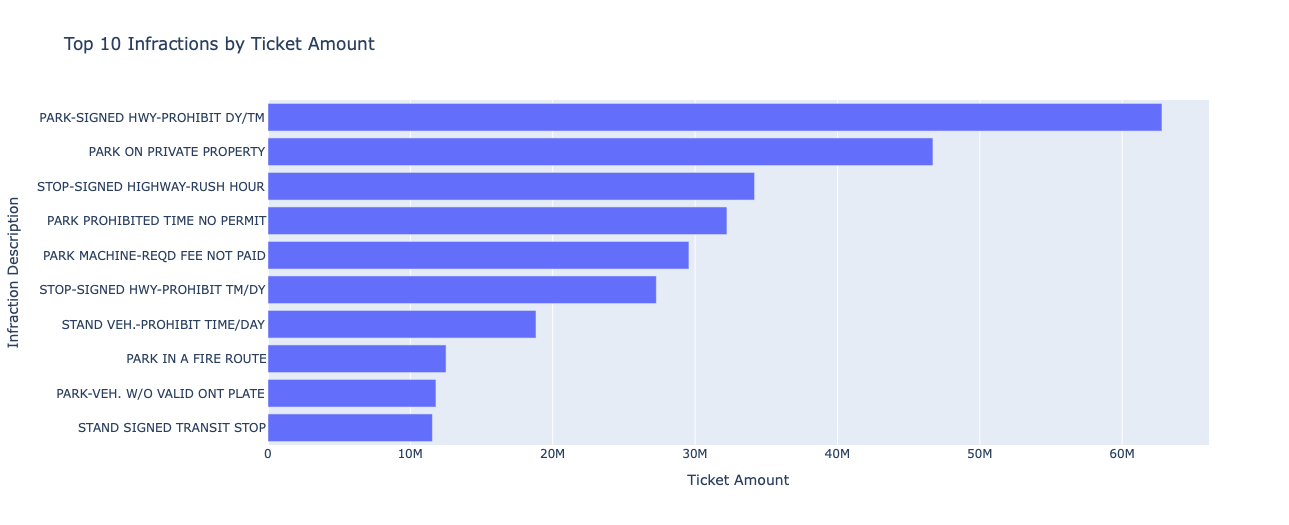 Top 10 Infractions by Ticket Amount
Infraction Description
PARK-SIGNED HWY-PROHIBIT DY/TM
PARK ON PRIVATE PROPERTY
STOP-SIGNED HIGHWAY-RUSH HOUR
PARK PROHIBITED TIME NO PERMIT
PARK MACHINE-REQD FEE NOT PAID
STOP-SIGNED HWY-PROHIBIT TM/DY
STAND VEH.-PROHIBIT TIME/DAY
PARK IN A FIRE ROUTE
PARK-VEH. W/O VALID ONT PLATE
STAND SIGNED TRANSIT STOP
0 10M 20M 30M 40M 50M 60M
Ticket Amount